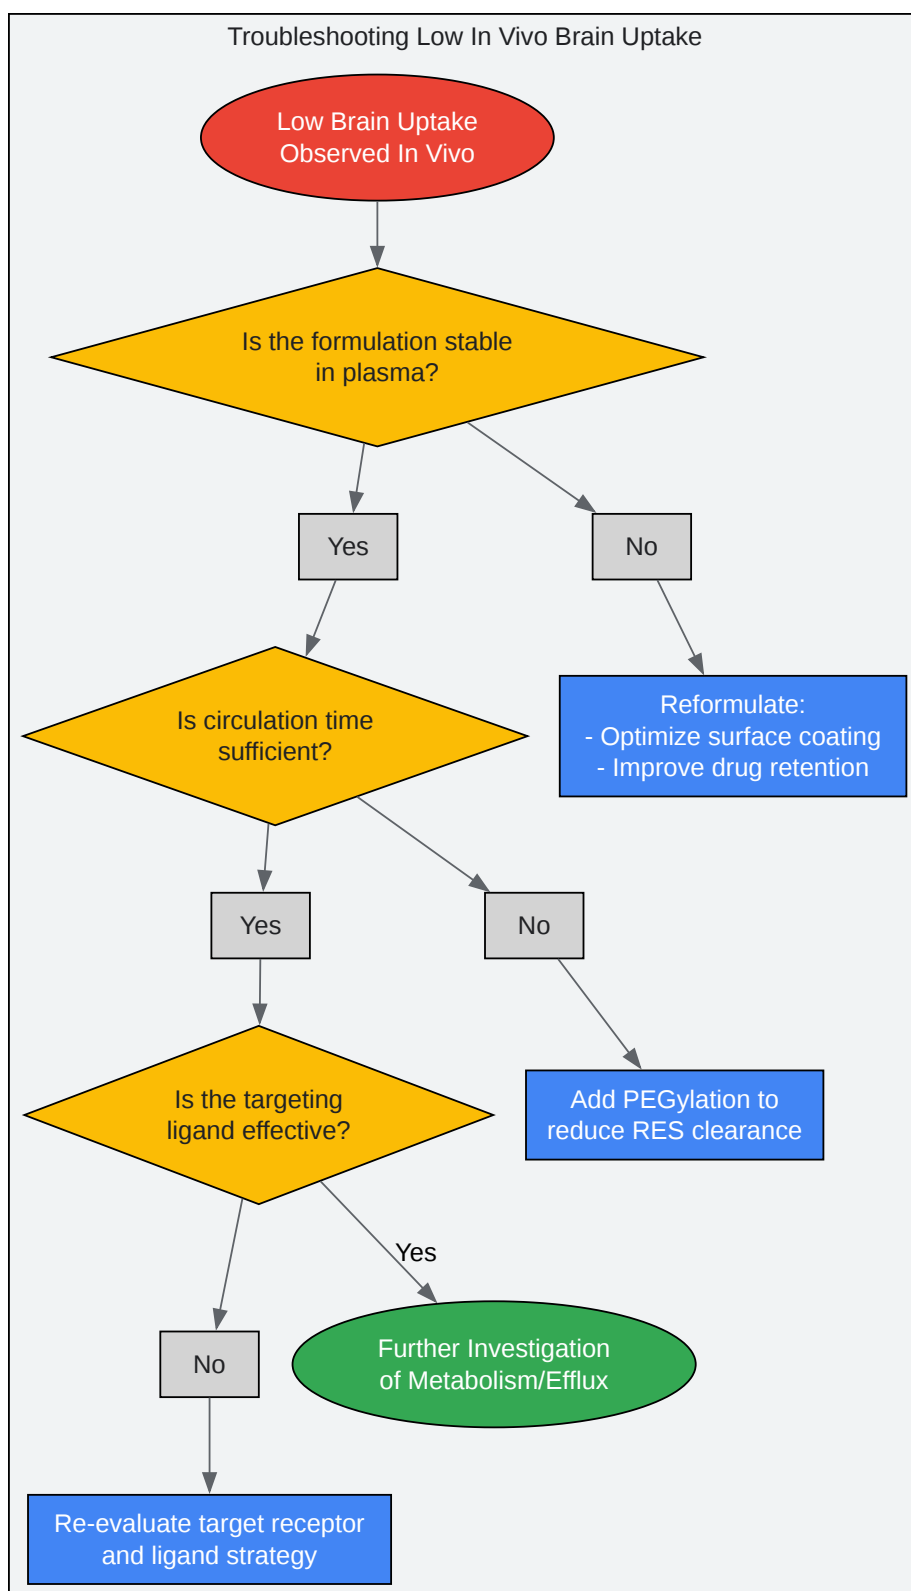 Troubleshooting Low In Vivo Brain Uptake
Low Brain Uptake
Observed In Vivo
Is the formulation stable
in plasma?
Yes
No
Is circulation time
sufficient?
Reformulate:
- Optimize surface coating
- Improve drug retention
Yes
No
Is the targeting
ligand effective?
Add PEGylation to
reduce RES clearance
Yes
No
Further Investigation
of Metabolism/Efflux
Re-evaluate target receptor
and ligand strategy